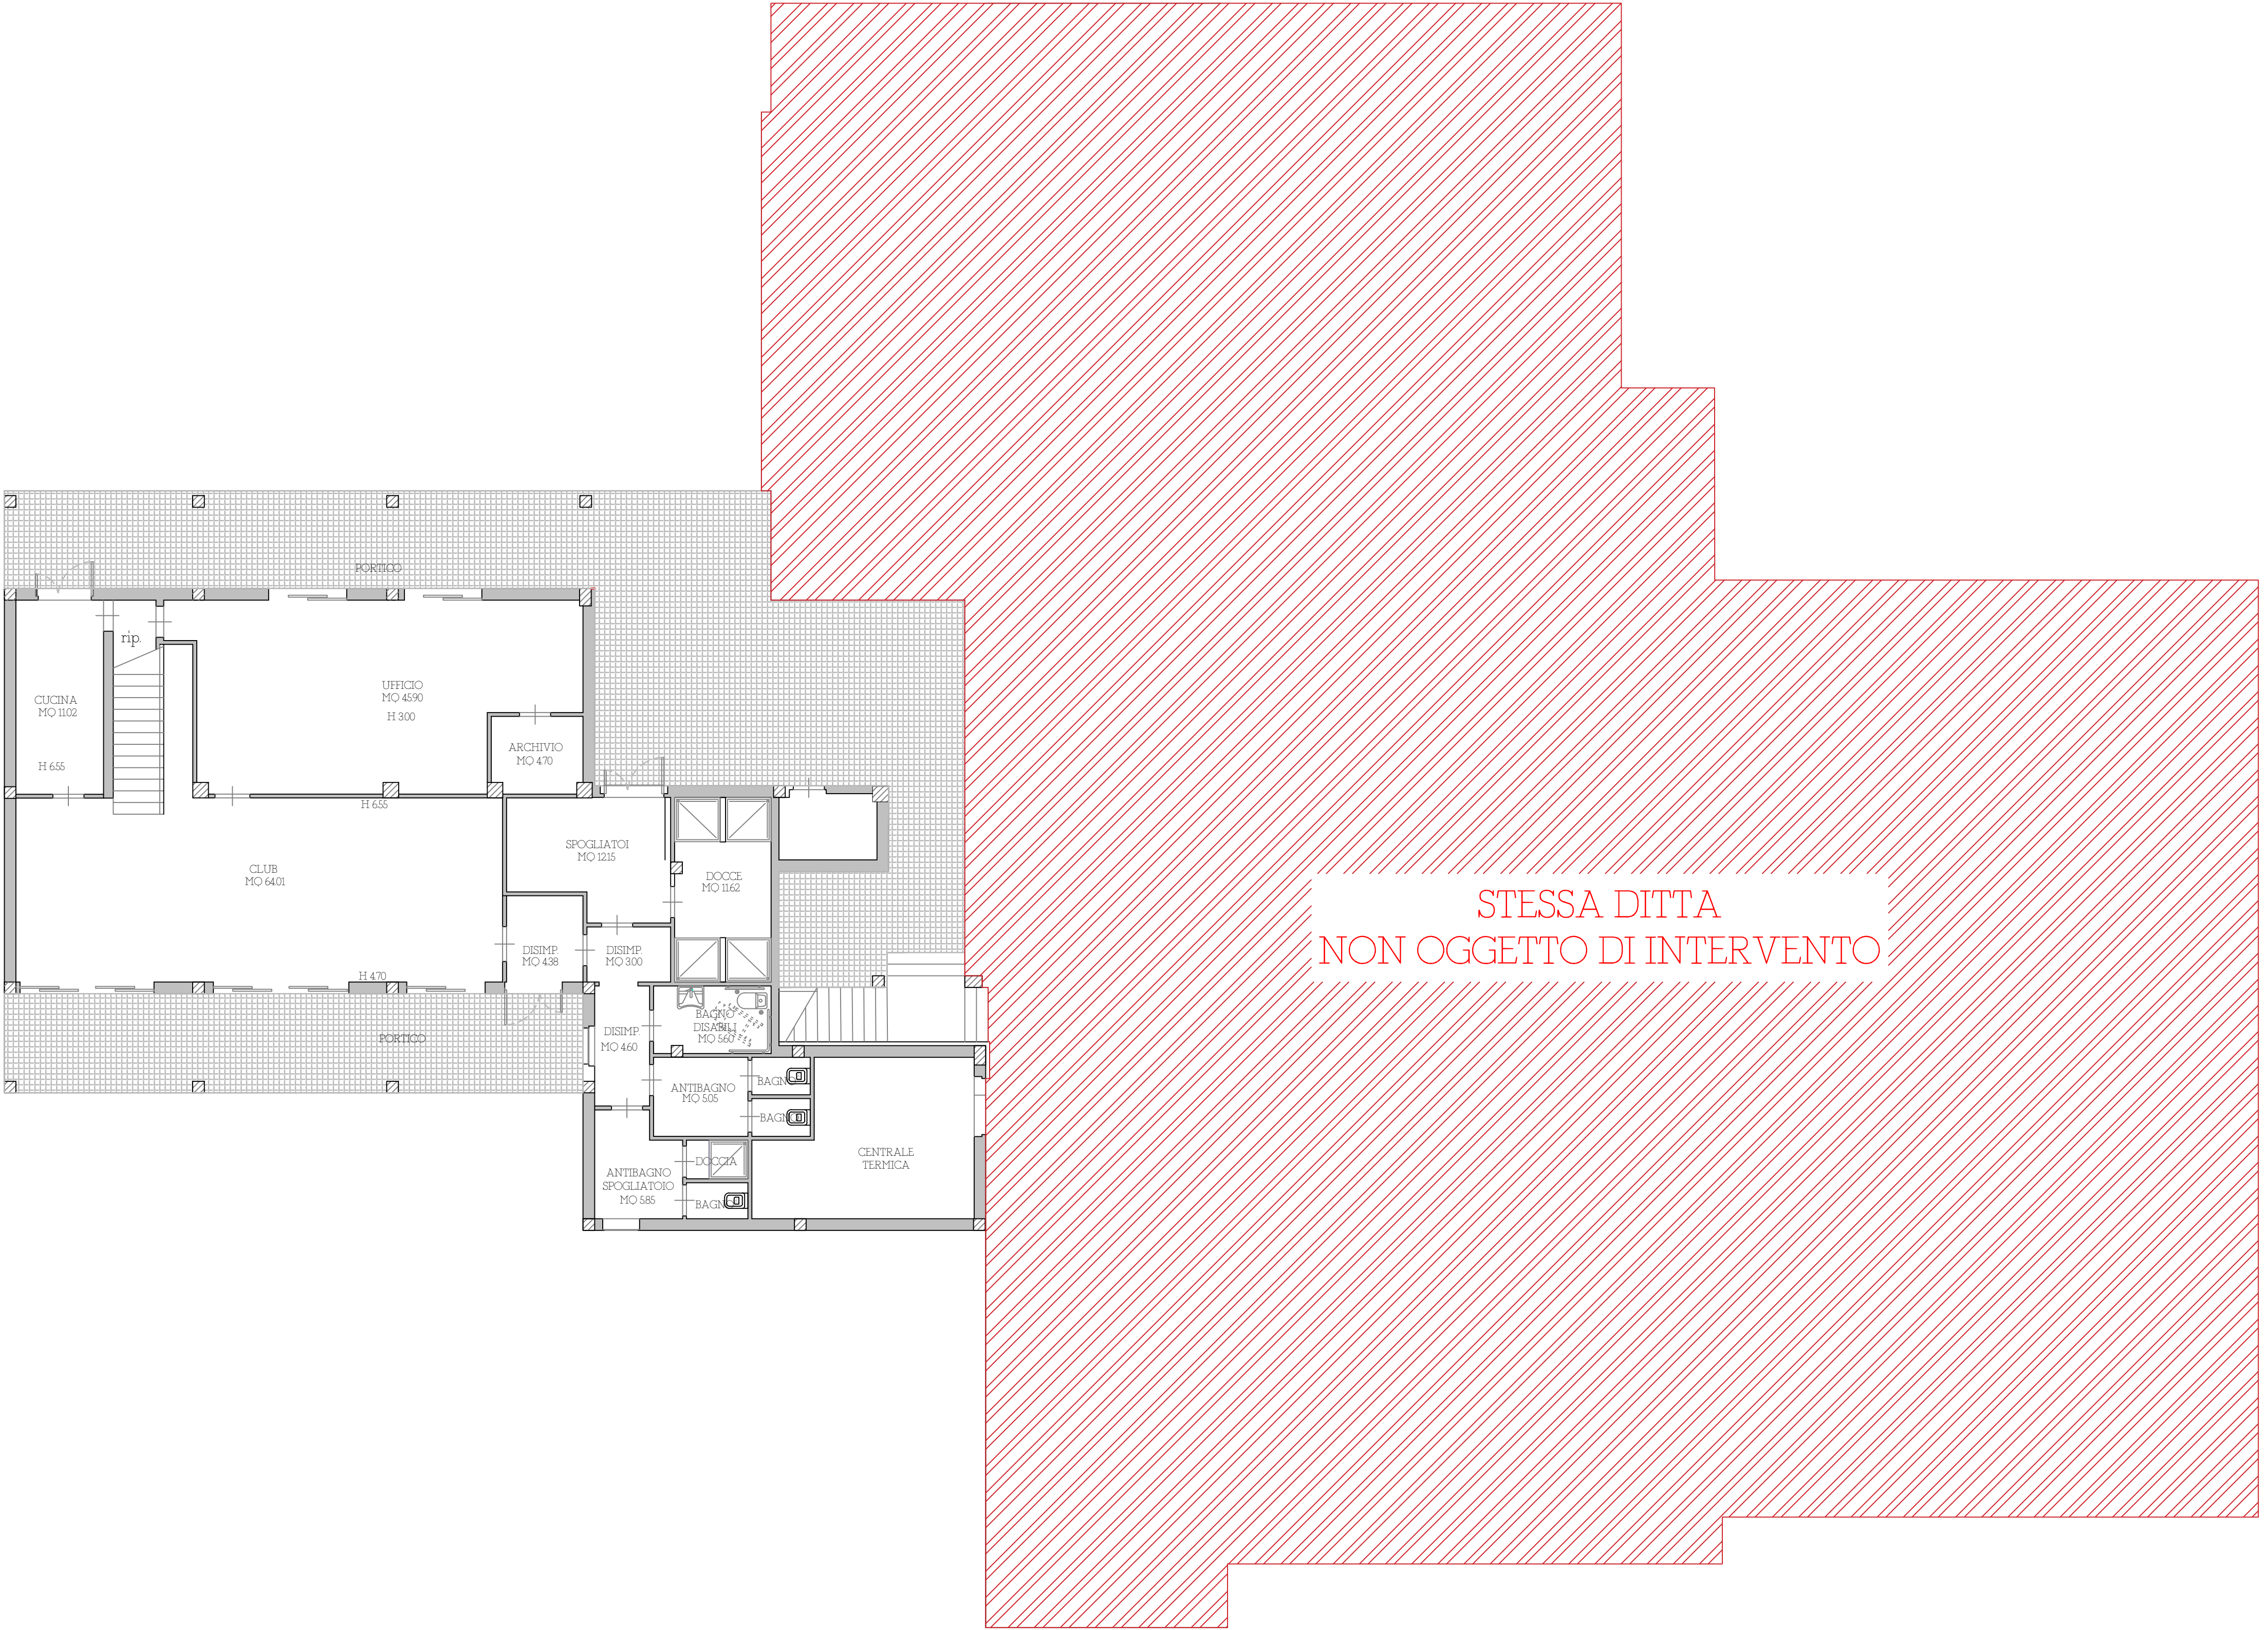 PORTICO
rip.
UFFICIO
MQ 45.90
H 3.00
CUCINA
MQ 11.02
H 6.55
ARCHIVIO
MQ 4.70
H 6.55
CLUB
MQ 64.01
SPOGLIATOI
MQ 12.15
DOCCE
MQ 11.62
STESSA DITTA
NON OGGETTO DI INTERVENTO
DISIMP.
MQ 4.38
DISIMP.
MQ 3.00
H 4.70
PORTICO
DISIMP.
MQ 4.60
BAGNO
DISABILI
MQ 5.60
ANTIBAGNO
MQ 5.05
BAGNO
BAGNO
CENTRALE
TERMICA
DOCCIA
ANTIBAGNO
SPOGLIATOIO
MQ 5.85
BAGNO